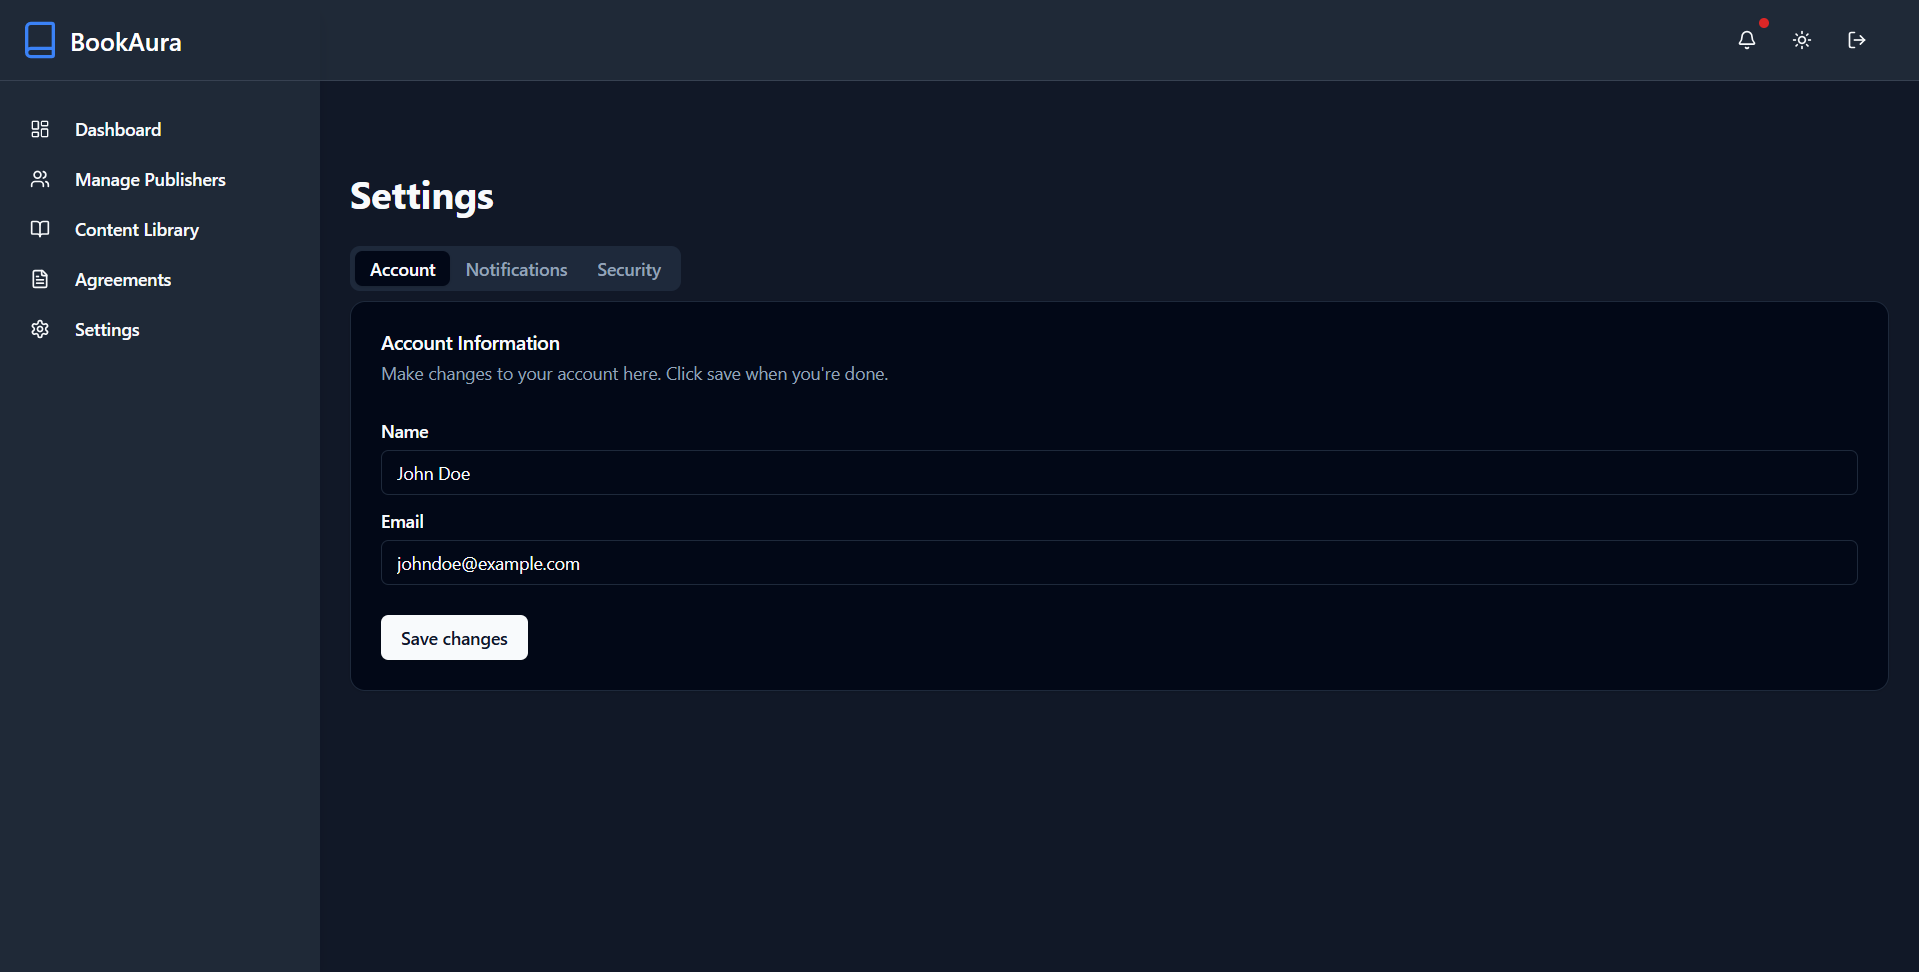 BookAura
Dashboard
Manage Publishers
Content Library
Agreements
Settings
Settings
Account Notifications Security
Account Information
Make changes to your account here. Click save when you're done.
Name
John Doe
Email
johndoe@example.com
Save changes